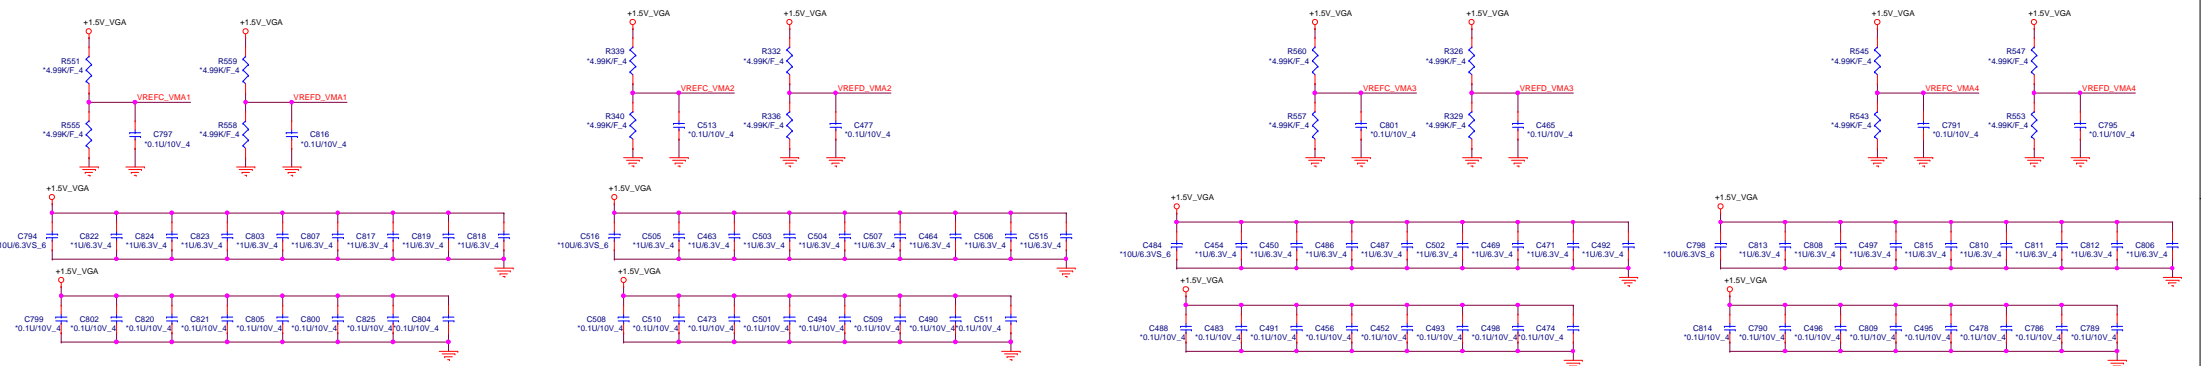 +1.5V_VGA
+1.5V_VGA
R551
*4.99K/F_4
R559
*4.99K/F_4
VREFC_VMA1
VREFD_VMA1
R555
*4.99K/F_4
C797
*0.1U/10V_4
R558
*4.99K/F_4
C816
*0.1U/10V_4
+1.5V_VGA
C794 C822 C824 C823 C803 C807 C817 C819 C818
10U/6.3VS_6 *1U/6.3V_4 *1U/6.3V_4 *1U/6.3V_4 *1U/6.3V_4 *1U/6.3V_4 *1U/6.3V_4 *1U/6.3V_4 *1U/6.3V_4
+1.5V_VGA
C799 C802 C820 C821 C805 C800 C825 C804
*0.1U/10V_4 *0.1U/10V_4 *0.1U/10V_4 *0.1U/10V_4 *0.1U/10V_4 *0.1U/10V_4 *0.1U/10V_4 *0.1U/10V_4
+1.5V_VGA
+1.5V_VGA
R339
*4.99K/F_4
R332
*4.99K/F_4
VREFC_VMA2
VREFD_VMA2
R340
*4.99K/F_4
C513
*0.1U/10V_4
R336
*4.99K/F_4
C477
*0.1U/10V_4
+1.5V_VGA
C516 C505 C463 C503 C504 C507 C464 C506 C515
*10U/6.3VS_6 *1U/6.3V_4 *1U/6.3V_4 *1U/6.3V_4 *1U/6.3V_4 *1U/6.3V_4 *1U/6.3V_4 *1U/6.3V_4 *1U/6.3V_4
+1.5V_VGA
C508 C510 C473 C501 C494 C509 C490 C511
*0.1U/10V_4 *0.1U/10V_4 *0.1U/10V_4 *0.1U/10V_4 *0.1U/10V_4 *0.1U/10V_4 *0.1U/10V_4 *0.1U/10V_4
+1.5V_VGA
+1.5V_VGA
R560
*4.99K/F_4
R326
*4.99K/F_4
VREFC_VMA3
VREFD_VMA3
R557
*4.99K/F_4
C801
*0.1U/10V_4
R329
*4.99K/F_4
C465
*0.1U/10V_4
+1.5V_VGA
C484 C454 C450 C486 C487 C502 C469 C471 C492
*10U/6.3VS_6 *1U/6.3V_4 *1U/6.3V_4 *1U/6.3V_4 *1U/6.3V_4 *1U/6.3V_4 *1U/6.3V_4 *1U/6.3V_4 *1U/6.3V_4
+1.5V_VGA
C488 C483 C491 C456 C452 C493 C498 C474
*0.1U/10V_4 *0.1U/10V_4 *0.1U/10V_4 *0.1U/10V_4 *0.1U/10V_4 *0.1U/10V_4 *0.1U/10V_4 *0.1U/10V_4
+1.5V_VGA
+1.5V_VGA
R545
*4.99K/F_4
R547
*4.99K/F_4
VREFC_VMA4
VREFD_VMA4
R543
*4.99K/F_4
C791
*0.1U/10V_4
R553
*4.99K/F_4
C795
*0.1U/10V_4
+1.5V_VGA
C798 C813 C808 C497 C815 C810 C811 C812 C806
*10U/6.3VS_6 *1U/6.3V_4 *1U/6.3V_4 *1U/6.3V_4 *1U/6.3V_4 *1U/6.3V_4 *1U/6.3V_4 *1U/6.3V_4 *1U/6.3V_4
+1.5V_VGA
C814 C790 C496 C809 C495 C478 C786 C789
*0.1U/10V_4 *0.1U/10V_4 *0.1U/10V_4 *0.1U/10V_4 *0.1U/10V_4 *0.1U/10V_4 *0.1U/10V_4 *0.1U/10V_4